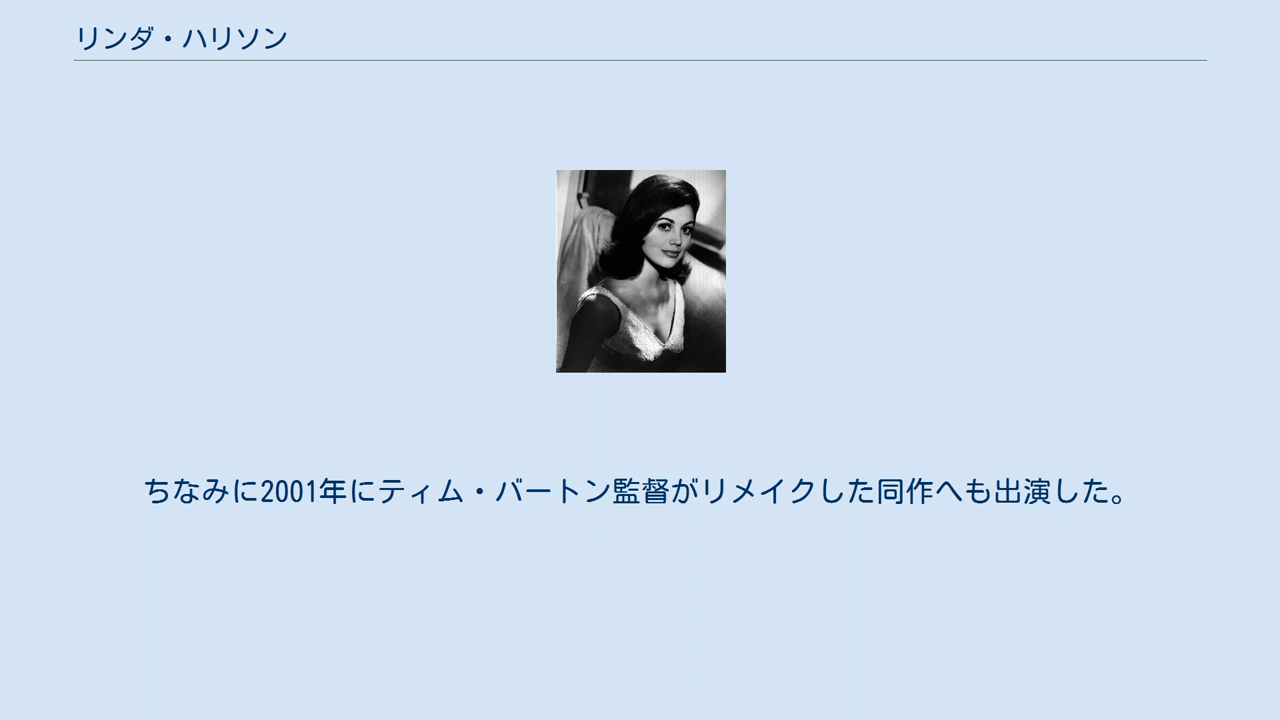 リンダ・ハリソン
ちなみに2001年にティム・バートン監督がリメイクした同作へも出演した。